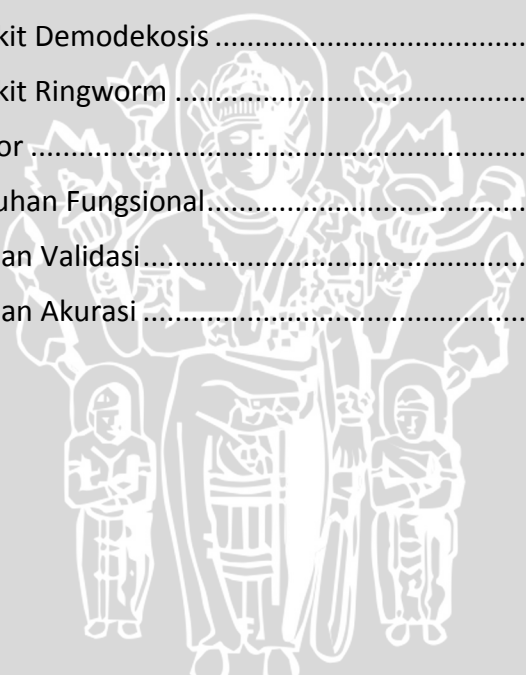 kit Demodekosis ........................................
kit Ringworm .............................................
or ...............................................................
uhan Fungsional........................................
an Validasi................................................
an Akurasi ................................................